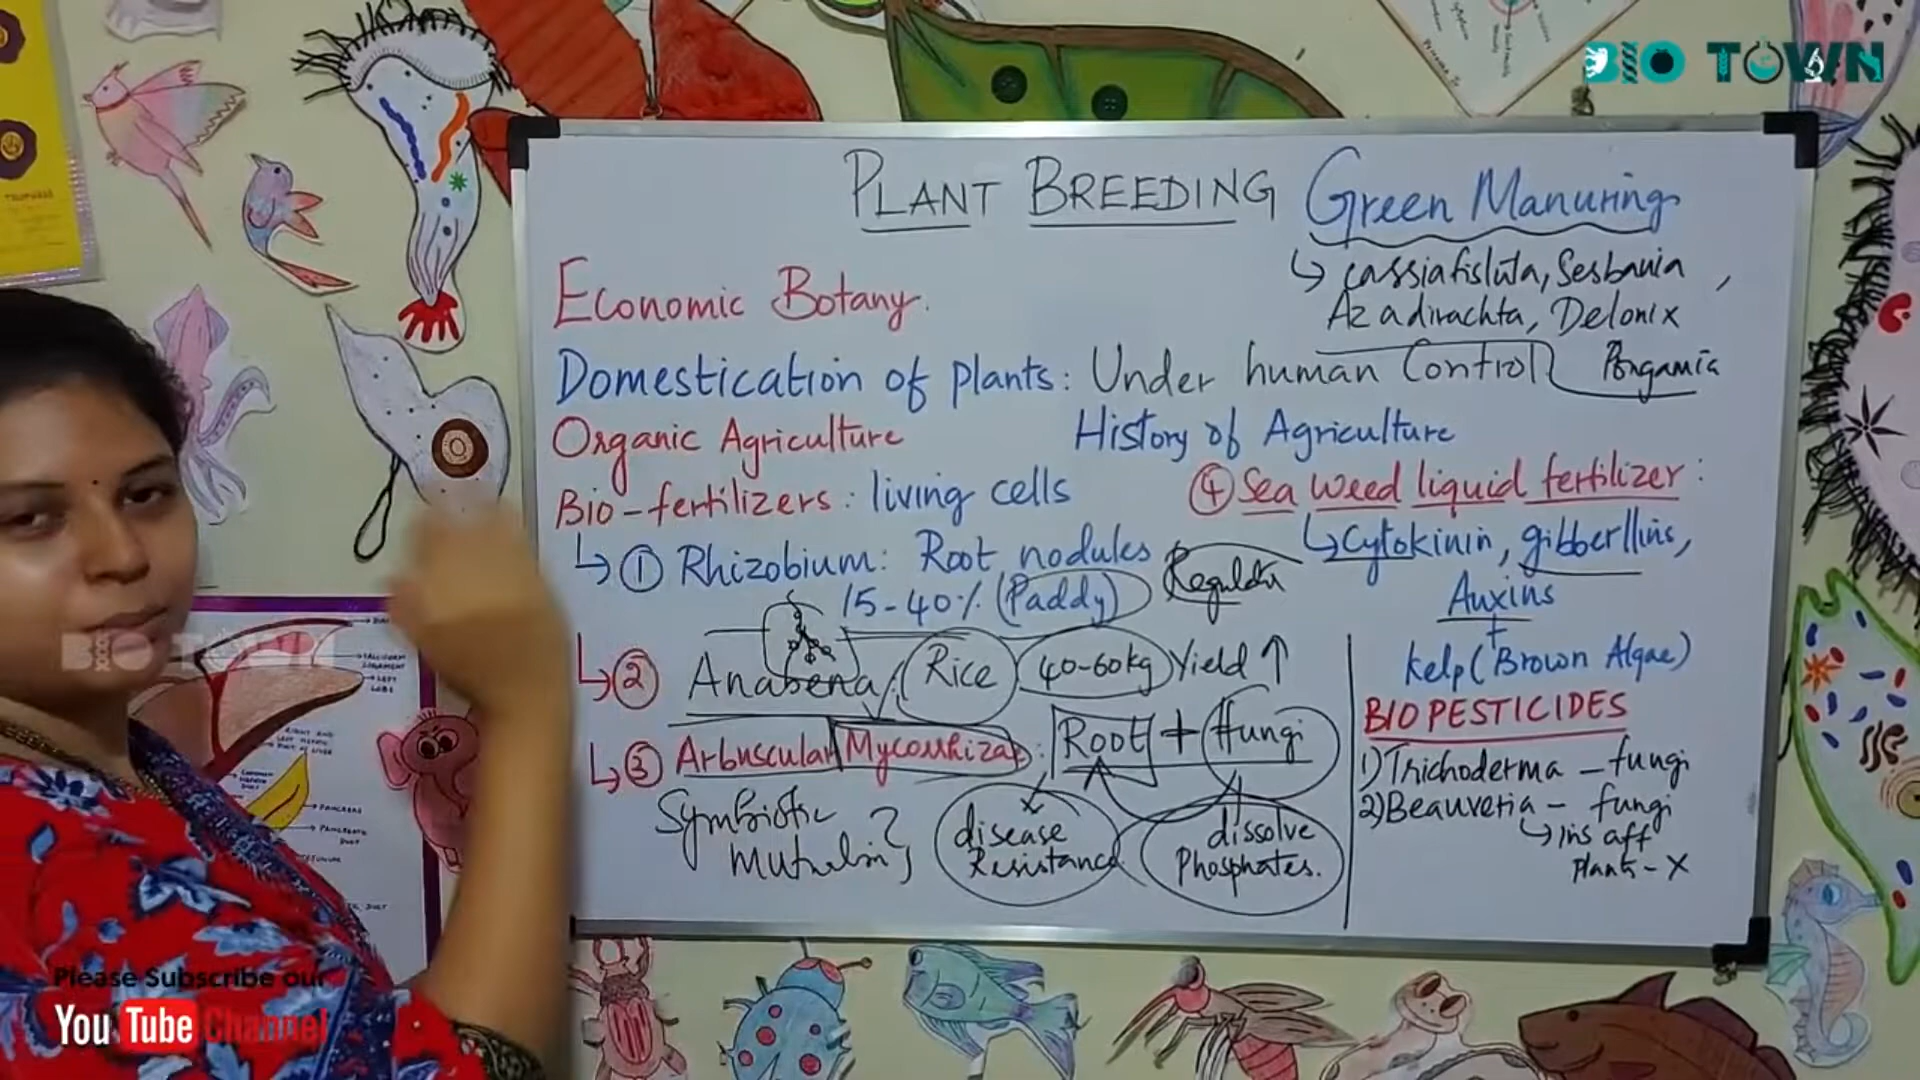 BIO TOWN
PLANT BREEDING
Green Manuring
↳ cassiafisluta, Sesbania,
Azadirachta, Delonix
Pongamia
Economic Botany.
Domestication of plants: Under human Control
Organic Agriculture
History of Agriculture
Bio-fertilizers: living cells
↳ ① Rhizobium: Root nodules
15-40% (Paddy)
↳ ② Anabena: Rice 40-60kg Yield ↑
↳ ③ Arbuscular Mycorrhizae: Root + fungi
Symbiotic
disease
Resistance
dissolve
Phosphates.
④ Sea weed liquid fertilizer:
↳ Cytokinin, gibberllins,
Auxins
kelp (Brown Algae)
BIOPESTICIDES
1) Trichoderma - fungi
2) Beauveria - fungi
↳ ins aff
Plants - X
BIO TOWN
PANCREAS
Please Subscribe our
YouTube Channel